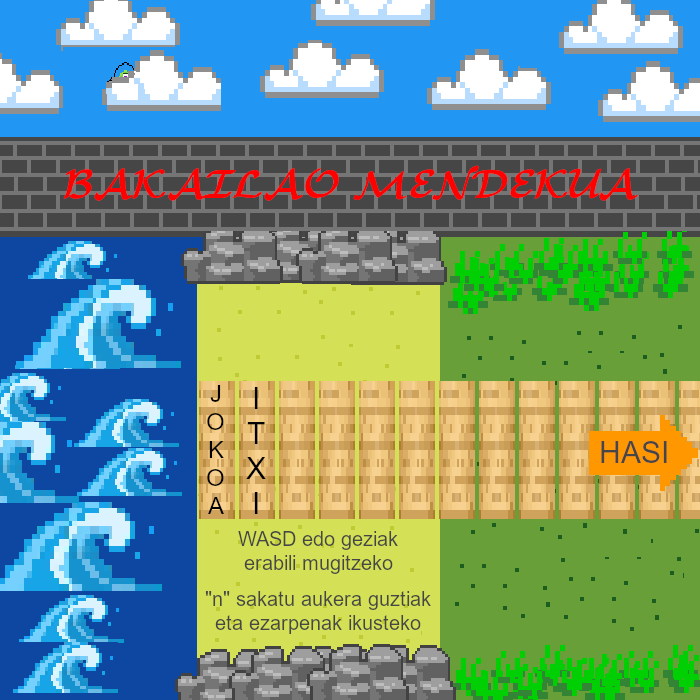 BAKAILAO MENDEKUA
JOKOA
ITXI
HASI
WASD edo geziak
erabili mugitzeko
"n" sakatu aukera guztiak
eta ezarpenak ikusteko